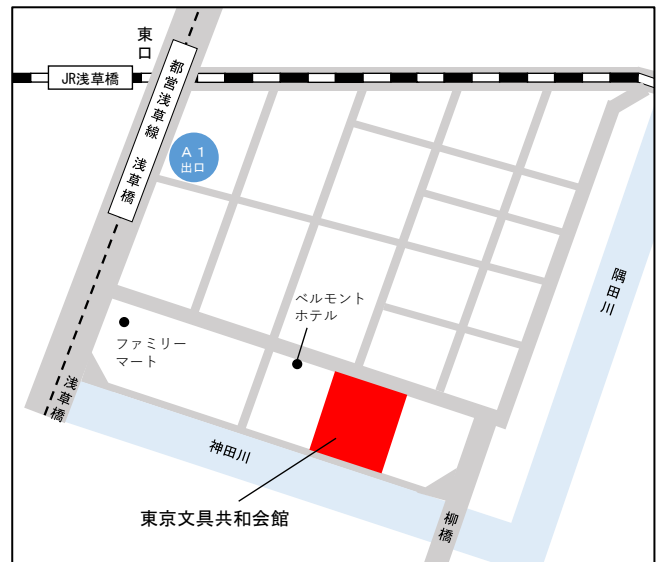 東口
JR浅草橋
都営浅草線 浅草橋
A1
出口
隅田川
ベルモント
ホテル
ファミリー
マート
浅草橋
神田川
東京文具共和会館
柳橋